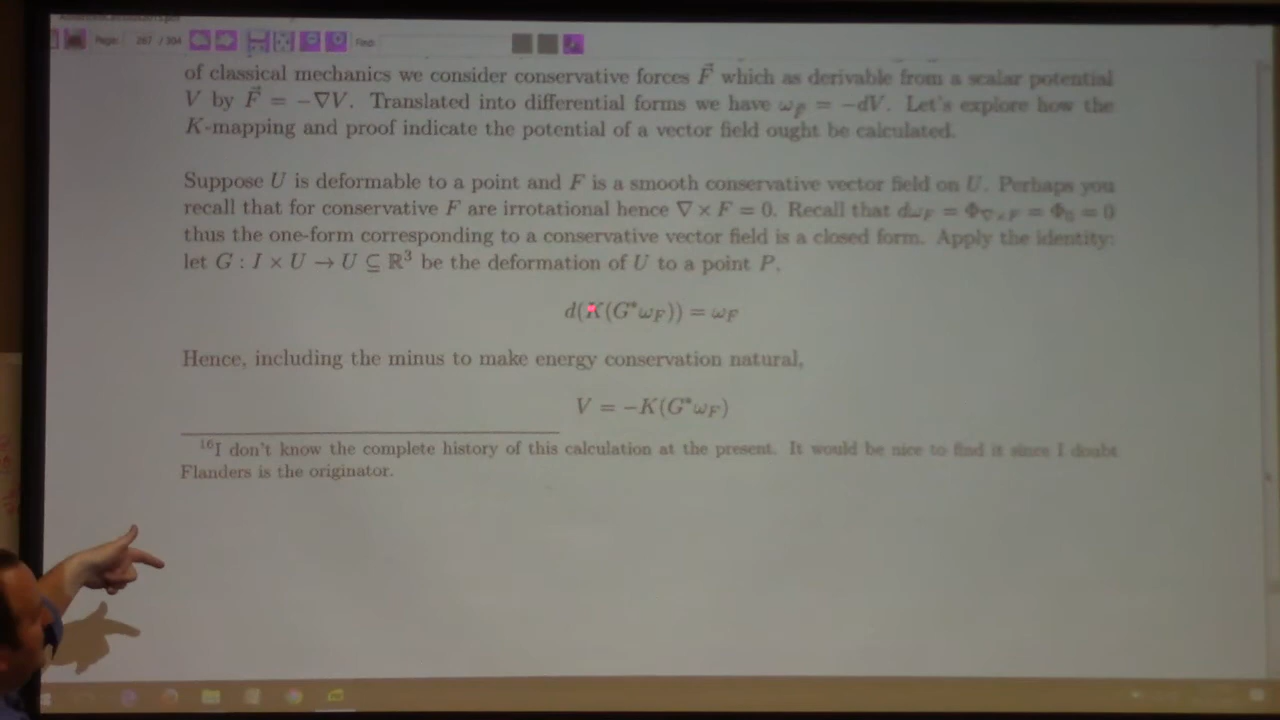 Page: 267 / 304 Find:
of classical mechanics we consider conservative forces F⃗ which as derivable from a scalar potential
V by F⃗ = −∇V. Translated into differential forms we have ω_F⃗ = −dV. Let's explore how the
K-mapping and proof indicate the potential of a vector field ought be calculated.
Suppose U is deformable to a point and F is a smooth conservative vector field on U. Perhaps you
recall that for conservative F are irrotational hence ∇ × F = 0. Recall that dω_F = Φ_∇×F = Φ_0 = 0
thus the one-form corresponding to a conservative vector field is a closed form. Apply the identity:
let G : I × U → U ⊆ ℝ³ be the deformation of U to a point P,
d(K(G*ω_F)) = ω_F
Hence, including the minus to make energy conservation natural,
V = −K(G*ω_F)
¹⁶I don't know the complete history of this calculation at the present. It would be nice to find it since I doubt
Flanders is the originator.